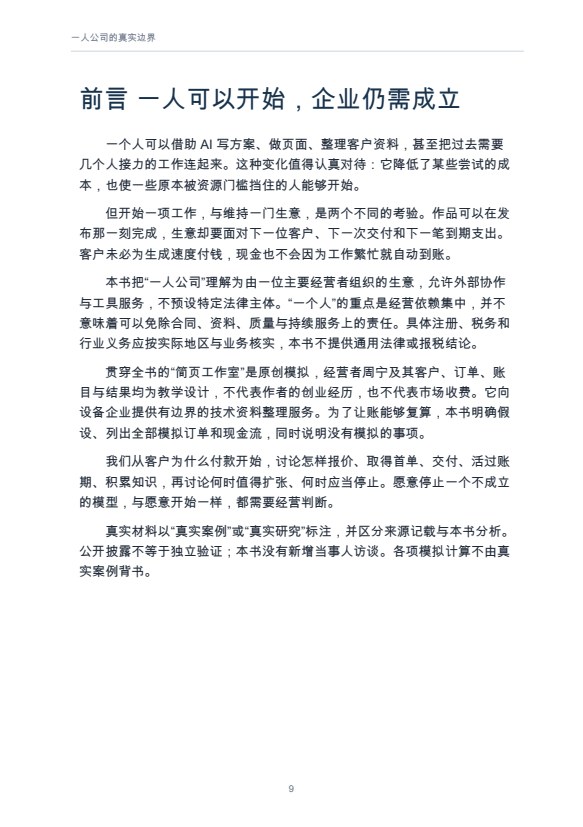 一人公司的真实边界
前言 一人可以开始，企业仍需成立
一个人可以借助 AI 写方案、做页面、整理客户资料，甚至把过去需要
几个人接力的工作连起来。这种变化值得认真对待：它降低了某些尝试的成
本，也使一些原本被资源门槛挡住的人能够开始。
但开始一项工作，与维持一门生意，是两个不同的考验。作品可以在发
布那一刻完成，生意却要面对下一位客户、下一次交付和下一笔到期支出。
客户未必为生成速度付钱，现金也不会因为工作繁忙就自动到账。
本书把“一人公司”理解为由一位主要经营者组织的生意，允许外部协作
与工具服务，不预设特定法律主体。“一个人”的重点是经营依赖集中，并不
意味着可以免除合同、资料、质量与持续服务上的责任。具体注册、税务和
行业义务应按实际地区与业务核实，本书不提供通用法律或报税结论。
贯穿全书的“简页工作室”是原创模拟，经营者周宁及其客户、订单、账
目与结果均为教学设计，不代表作者的创业经历，也不代表市场收费。它向
设备企业提供有边界的技术资料整理服务。为了让账能够复算，本书明确假
设、列出全部模拟订单和现金流，同时说明没有模拟的事项。
我们从客户为什么付款开始，讨论怎样报价、取得首单、交付、活过账
期、积累知识，再讨论何时值得扩张、何时应当停止。愿意停止一个不成立
的模型，与愿意开始一样，都需要经营判断。
真实材料以“真实案例”或“真实研究”标注，并区分来源记载与本书分析。
公开披露不等于独立验证；本书没有新增当事人访谈。各项模拟计算不由真
实案例背书。
9